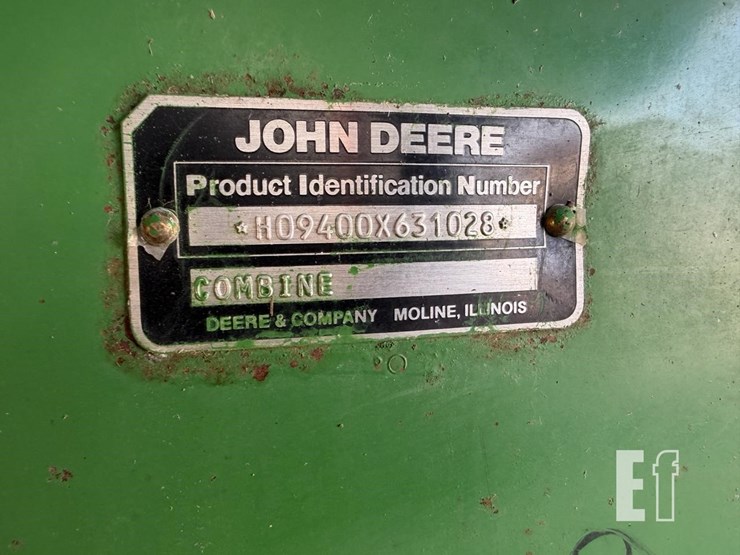 JOHN DEERE
Product Identification Number
*H09400X631028*
COMBINE
DEERE & COMPANY MOLINE, ILLINOIS
Ef